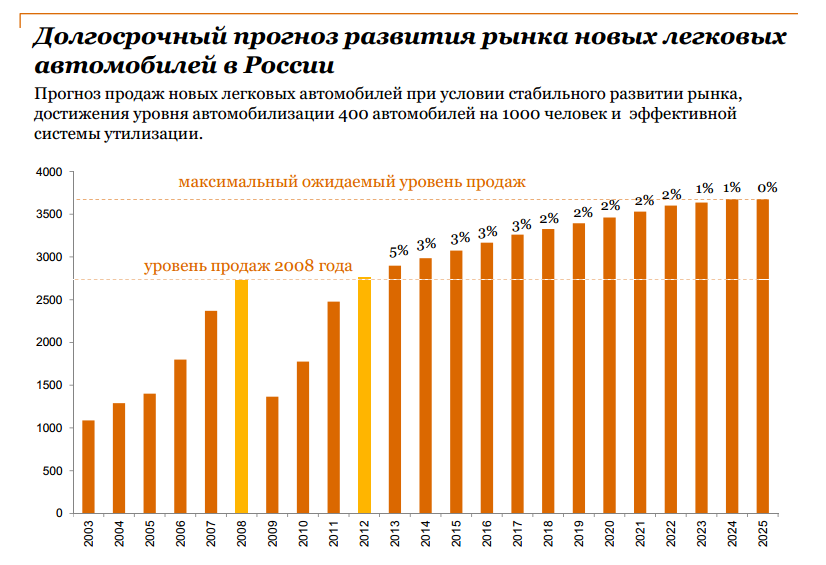 Долгосрочный прогноз развития рынка новых легковых
автомобилей в России
Прогноз продаж новых легковых автомобилей при условии стабильного развитии рынка,
достижения уровня автомобилизации 400 автомобилей на 1000 человек и эффективной
системы утилизации.
4000
максимальный ожидаемый уровень продаж
3500
3000
2500
2000
1500
1000
500
0
5% 3% 3% 3% 3% 2% 2% 2% 2% 2% 1% 1% 0%
уровень продаж 2008 года
2003 2004 2005 2006 2007 2008 2009 2010 2011 2012 2013 2014 2015 2016 2017 2018 2019 2020 2021 2022 2023 2024 2025